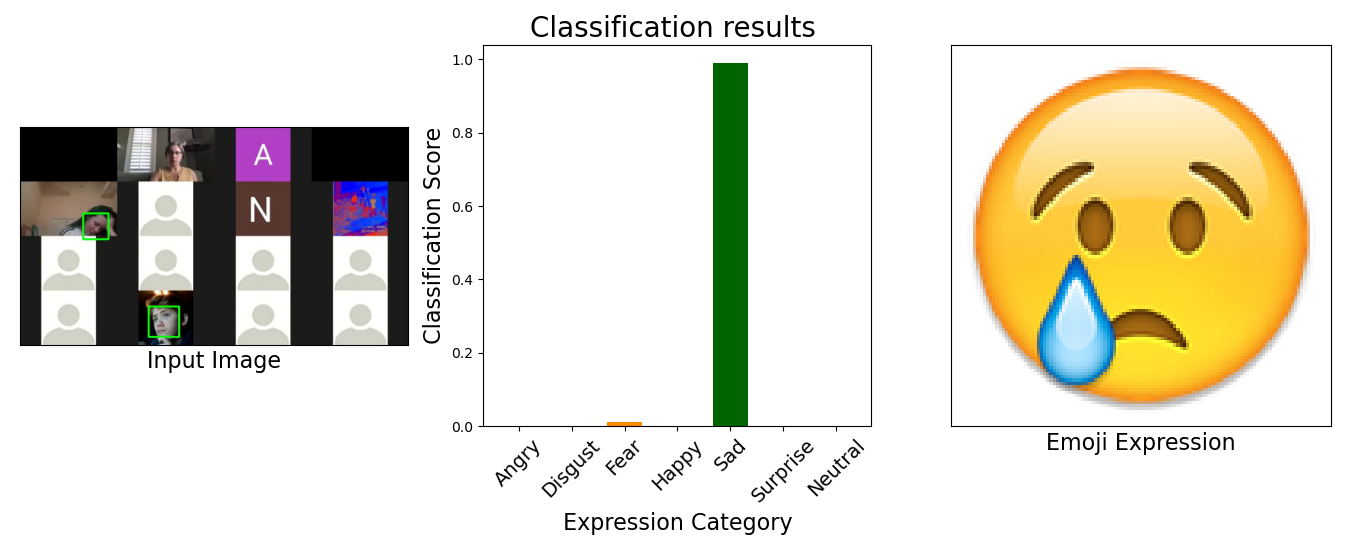 Classification results
A
N
Input Image
Classification Score
1.0
0.8
0.6
0.4
0.2
0.0
Angry
Disgust
Fear
Happy
Sad
Surprise
Neutral
Expression Category
Emoji Expression